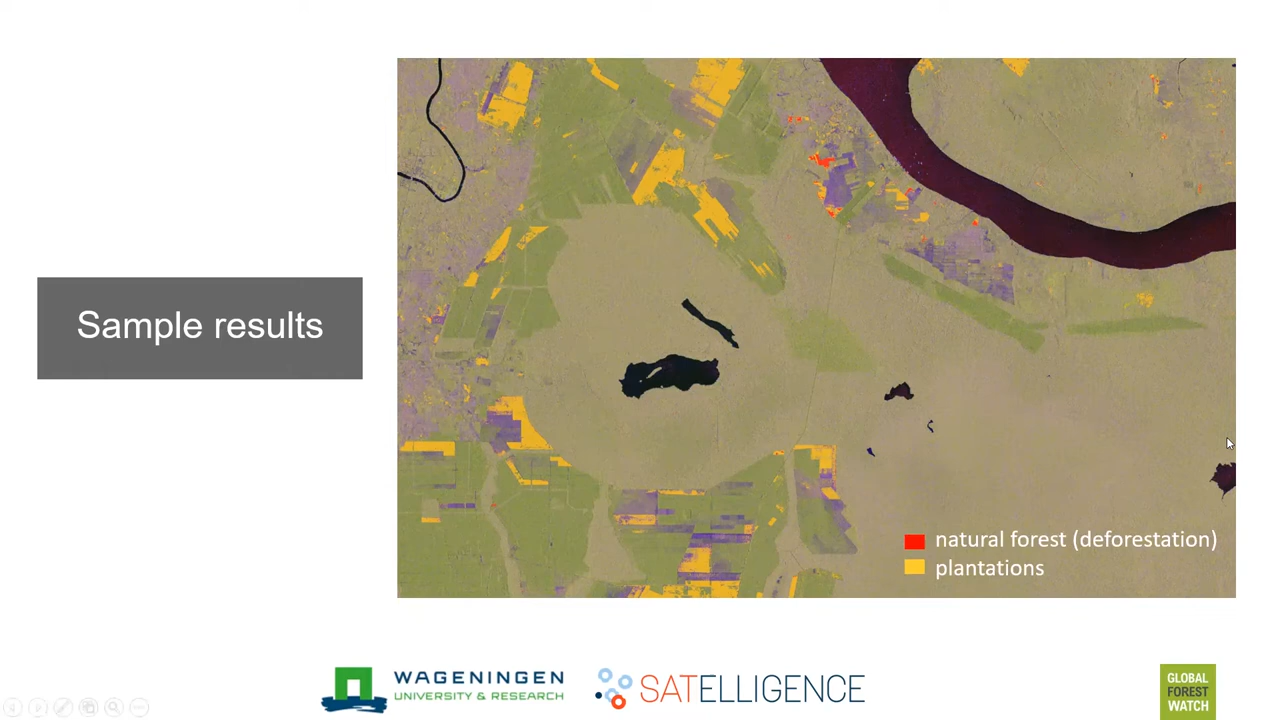 Sample results
natural forest (deforestation)
plantations
WAGENINGEN
UNIVERSITY & RESEARCH
SATELLIGENCE
GLOBAL
FOREST
WATCH